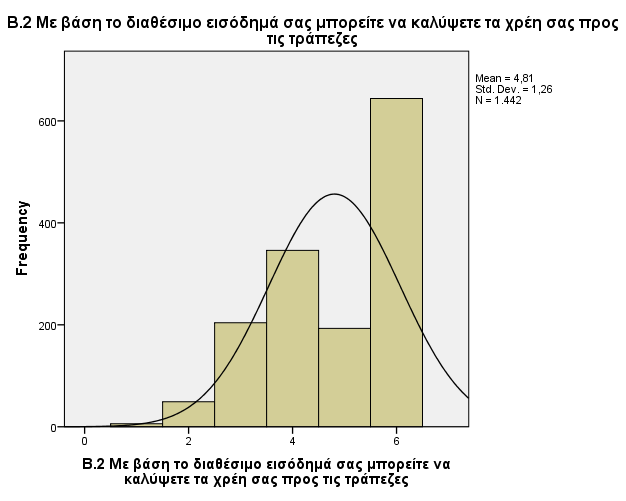 B.2 Με βάση το διαθέσιμο εισόδημά σας μπορείτε να καλύψετε τα χρέη σας προς
τις τράπεζες
Mean = 4,81
Std. Dev. = 1,26
N = 1.442
Frequency
600
400
200
0
0 2 4 6
B.2 Με βάση το διαθέσιμο εισόδημά σας μπορείτε να
καλύψετε τα χρέη σας προς τις τράπεζες